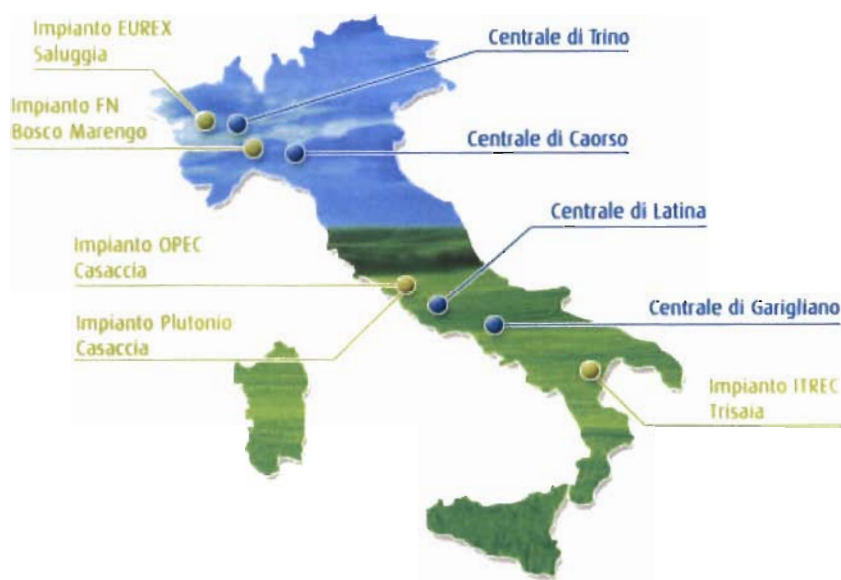 Impianto EUREX
Saluggia
Centrale di Trino
Impianto FN
Bosco Marengo
Centrale di Caorso
Centrale di Latina
Impianto OPEC
Casaccia
Centrale di Garigliano
Impianto Plutonio
Casaccia
Impianto ITREC
Trisaia